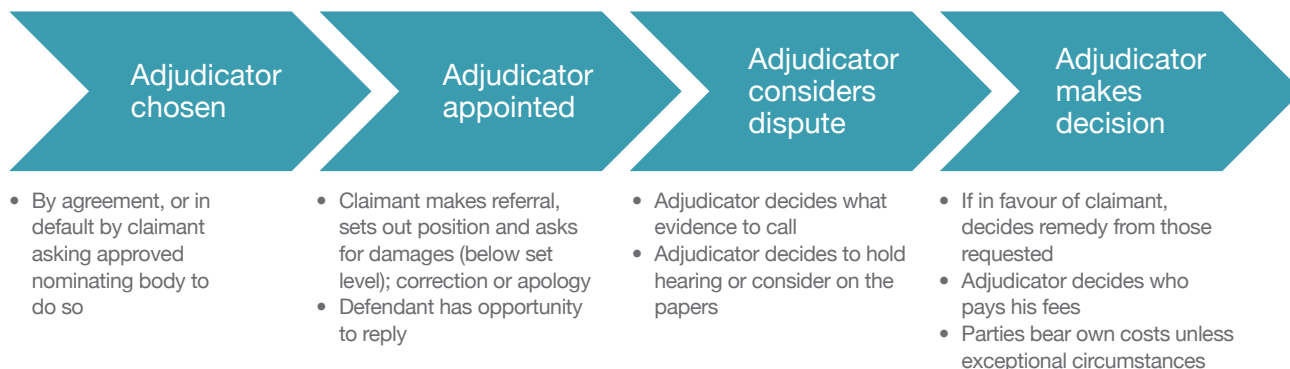 Adjudicator
chosen
Adjudicator
appointed
Adjudicator
considers
dispute
Adjudicator
makes
decision
• By agreement, or in
default by claimant
asking approved
nominating body to
do so
• Claimant makes referral,
sets out position and asks
for damages (below set
level); correction or apology
• Defendant has opportunity
to reply
• Adjudicator decides what
evidence to call
• Adjudicator decides to hold
hearing or consider on the
papers
• If in favour of claimant,
decides remedy from those
requested
• Adjudicator decides who
pays his fees
• Parties bear own costs unless
exceptional circumstances